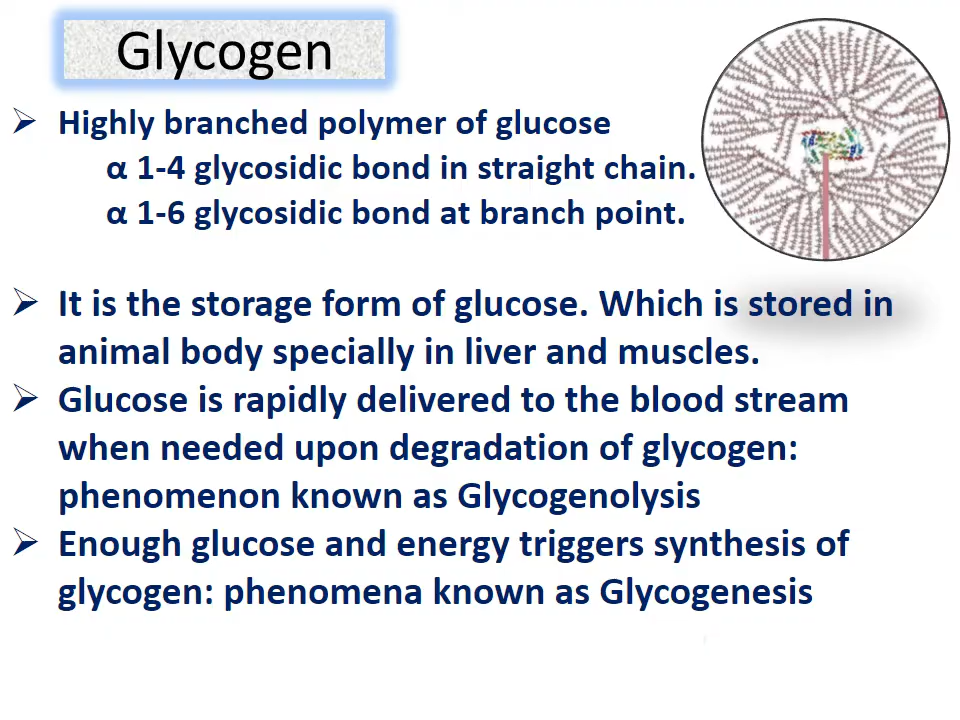 Glycogen
➢ Highly branched polymer of glucose
α 1-4 glycosidic bond in straight chain.
α 1-6 glycosidic bond at branch point.
➢ It is the storage form of glucose. Which is stored in
animal body specially in liver and muscles.
➢ Glucose is rapidly delivered to the blood stream
when needed upon degradation of glycogen:
phenomenon known as Glycogenolysis
➢ Enough glucose and energy triggers synthesis of
glycogen: phenomena known as Glycogenesis